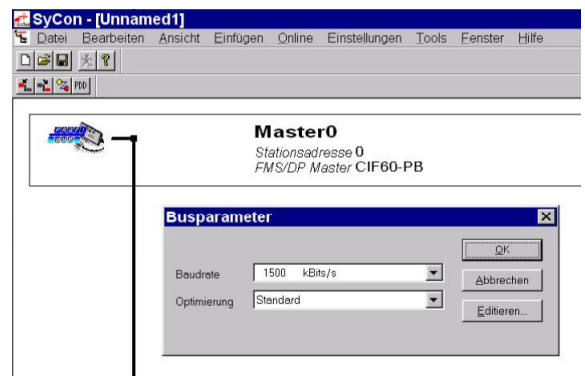 SyCon - [Unnamed1]
Datei Bearbeiten Ansicht Einfügen Online Einstellungen Tools Fenster Hilfe
PDD
Master0
Stationsadresse 0
FMS/DP Master CIF60-PB
Busparameter
OK
Baudrate 1500 kBits/s
Abbrechen
Optimierung Standard
Editieren...